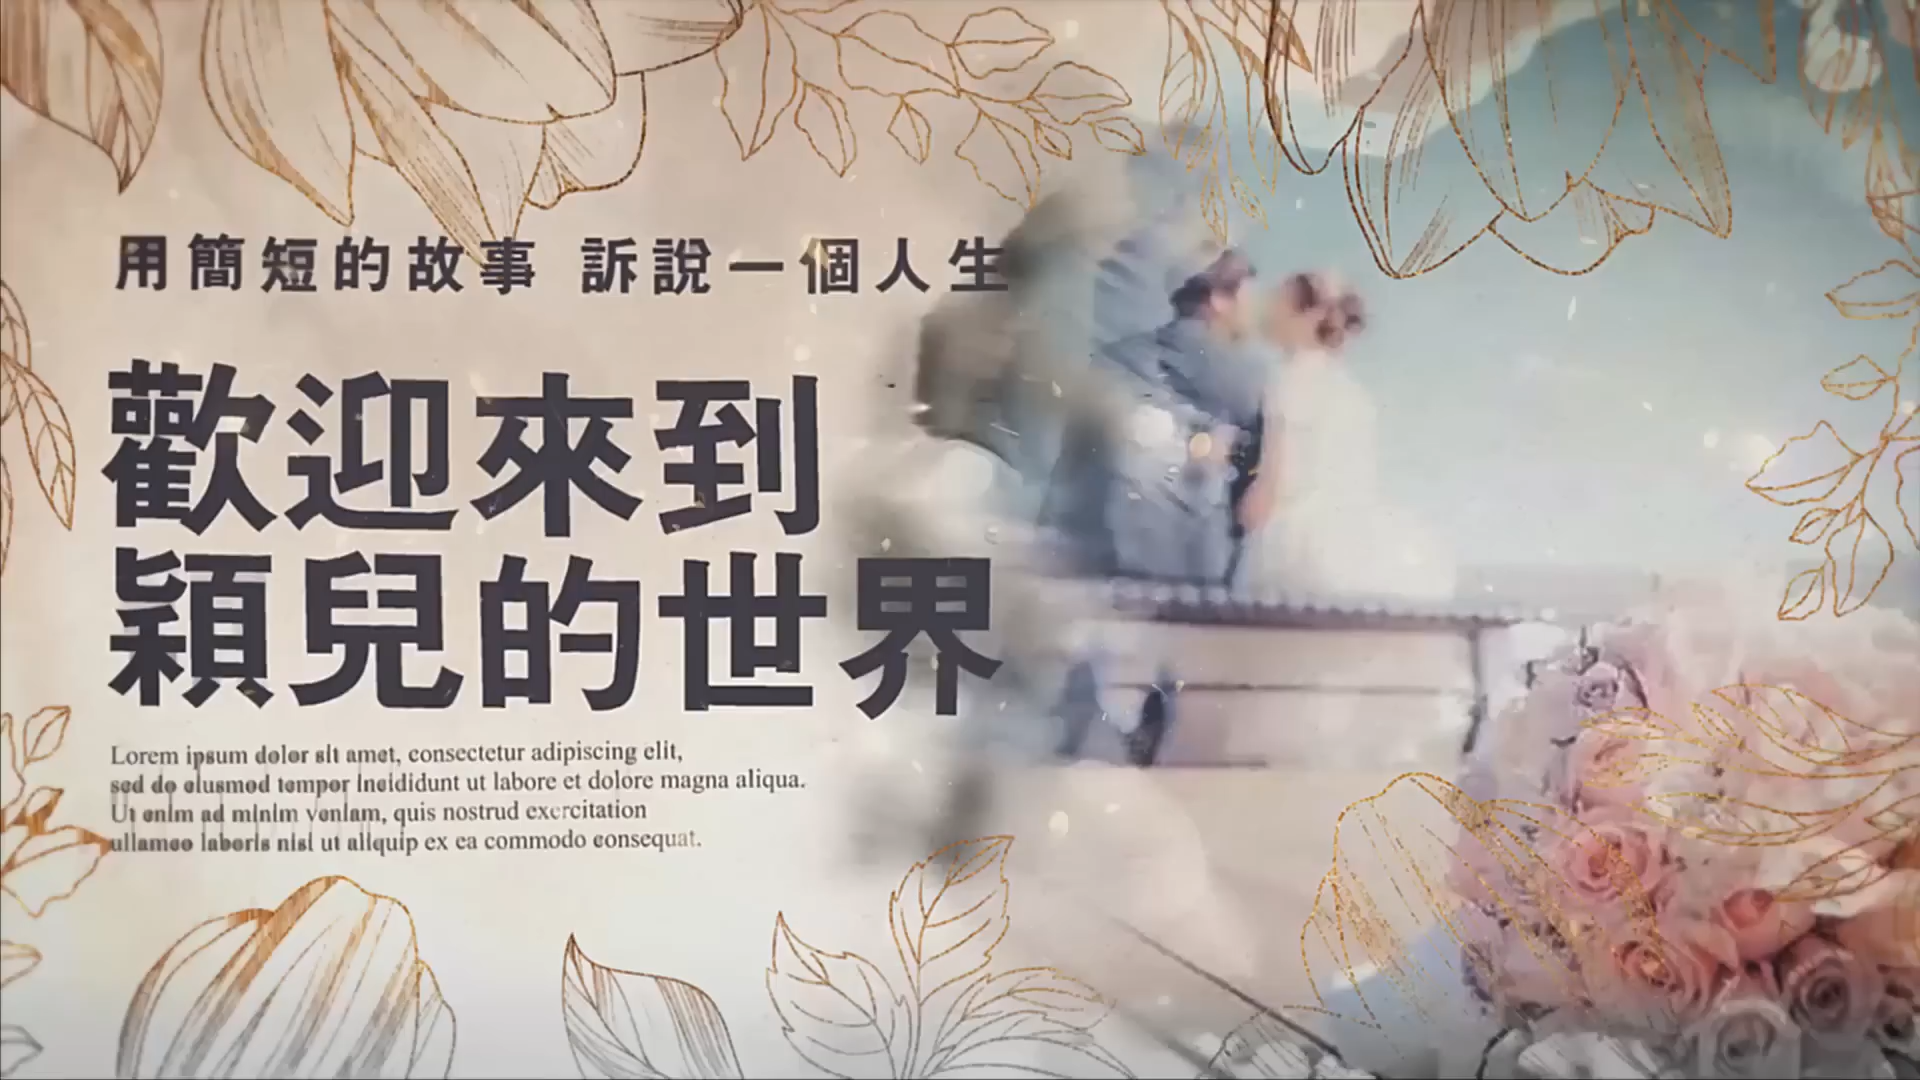 用簡短的故事 訴說一個人生
歡迎來到
穎兒的世界
Lorem ipsum dolor sit amet, consectetur adipiscing elit,
sed do eiusmod tempor incididunt ut labore et dolore magna aliqua.
Ut enim ad minim veniam, quis nostrud exercitation
ullamco laboris nisi ut aliquip ex ea commodo consequat.